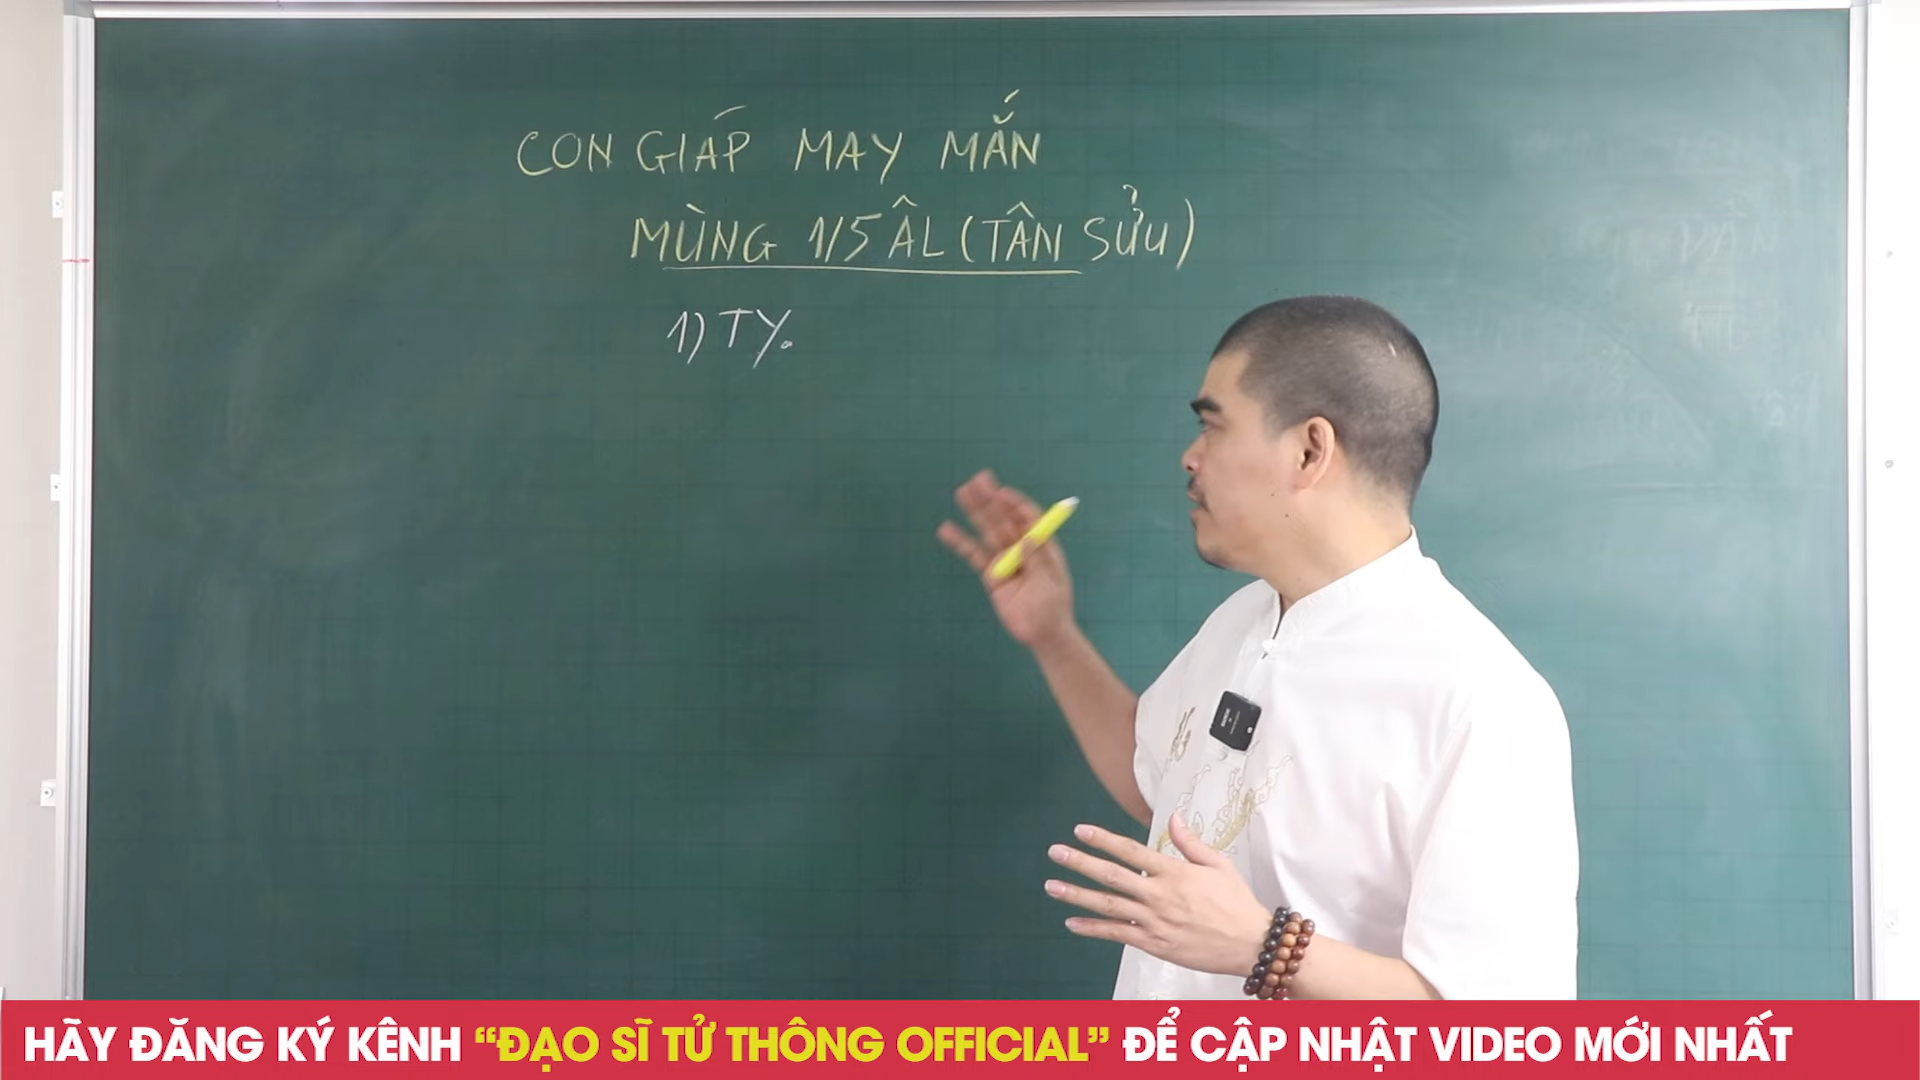 CON GIÁP MAY MẮN
MÙNG 1/5 ÂL (TÂN SỬU)
1) TỴ
HÃY ĐĂNG KÝ KÊNH “ĐẠO SĨ TỬ THÔNG OFFICIAL” ĐỂ CẬP NHẬT VIDEO MỚI NHẤT